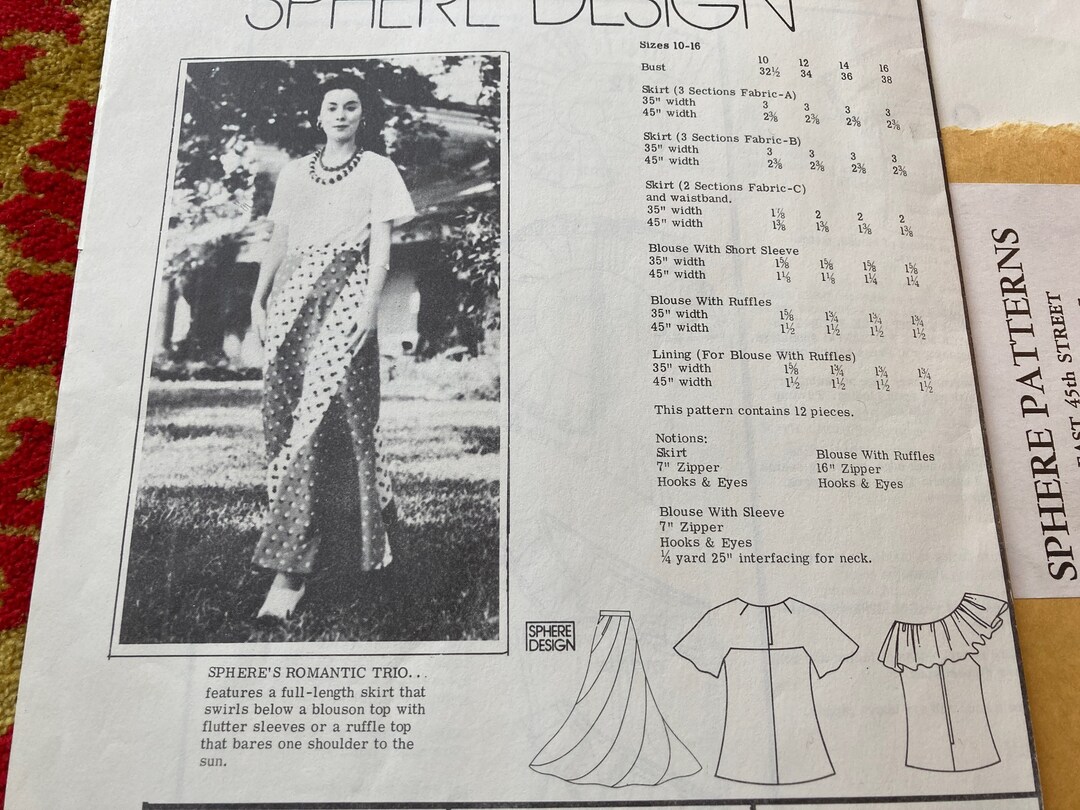 SPHERE DESIGN
Sizes 10-16
10 12 14 16
Bust 32½ 34 36 38
Skirt (3 Sections Fabric-A)
35" width 3 3 3 3
45" width 2⅜ 2⅜ 2⅜ 2⅜
Skirt (3 Sections Fabric-B)
35" width 3 3 3 3
45" width 2⅜ 2⅜ 2⅜ 2⅜
Skirt (2 Sections Fabric-C)
and waistband.
35" width 1⅞ 2 2 2
45" width 1⅜ 1⅜ 1⅜ 1⅜
Blouse With Short Sleeve
35" width 1⅝ 1⅝ 1⅝ 1⅝
45" width 1⅛ 1⅛ 1¼ 1¼
Blouse With Ruffles
35" width 1⅝ 1¾ 1¾ 1¾
45" width 1½ 1½ 1½ 1½
Lining (For Blouse With Ruffles)
35" width 1⅝ 1¾ 1¾ 1¾
45" width 1½ 1½ 1½ 1½
This pattern contains 12 pieces.
Notions:
Skirt
7" Zipper
Hooks & Eyes
Blouse With Ruffles
16" Zipper
Hooks & Eyes
Blouse With Sleeve
7" Zipper
Hooks & Eyes
¼ yard 25" interfacing for neck.
SPHERE
DESIGN
SPHERE'S ROMANTIC TRIO...
features a full-length skirt that
swirls below a blouson top with
flutter sleeves or a ruffle top
that bares one shoulder to the
sun.
SPHERE PATTERNS
EAST 45th STREET